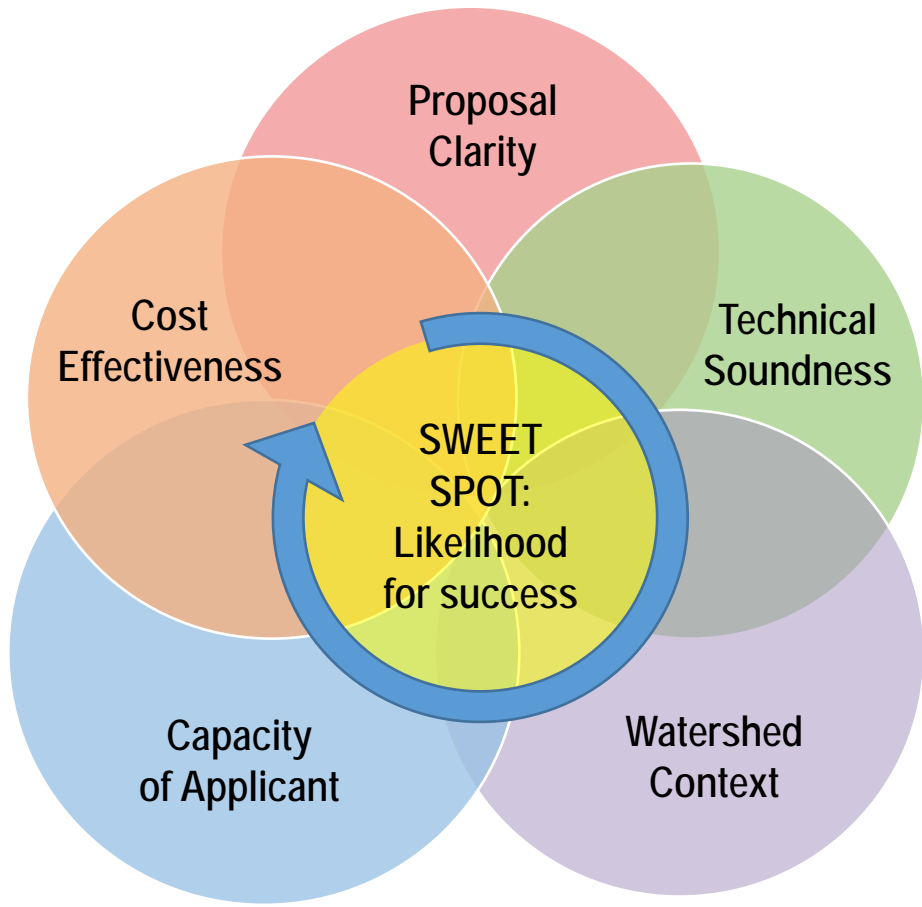 Proposal
Clarity
Cost
Effectiveness
Technical
Soundness
SWEET
SPOT:
Likelihood
for success
Capacity
of Applicant
Watershed
Context